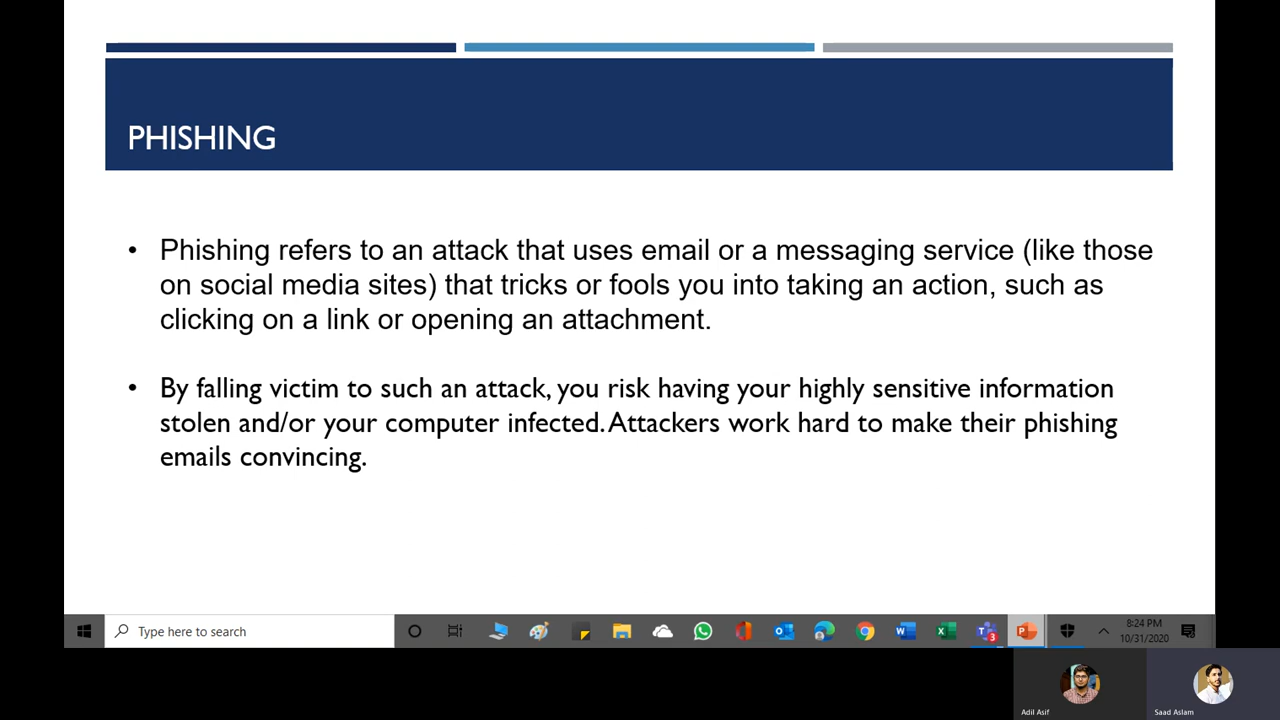 PHISHING
• Phishing refers to an attack that uses email or a messaging service (like those
on social media sites) that tricks or fools you into taking an action, such as
clicking on a link or opening an attachment.
• By falling victim to such an attack, you risk having your highly sensitive information
stolen and/or your computer infected. Attackers work hard to make their phishing
emails convincing.
Type here to search
3
8:24 PM
10/31/2020
Adil Asif
Saad Aslam